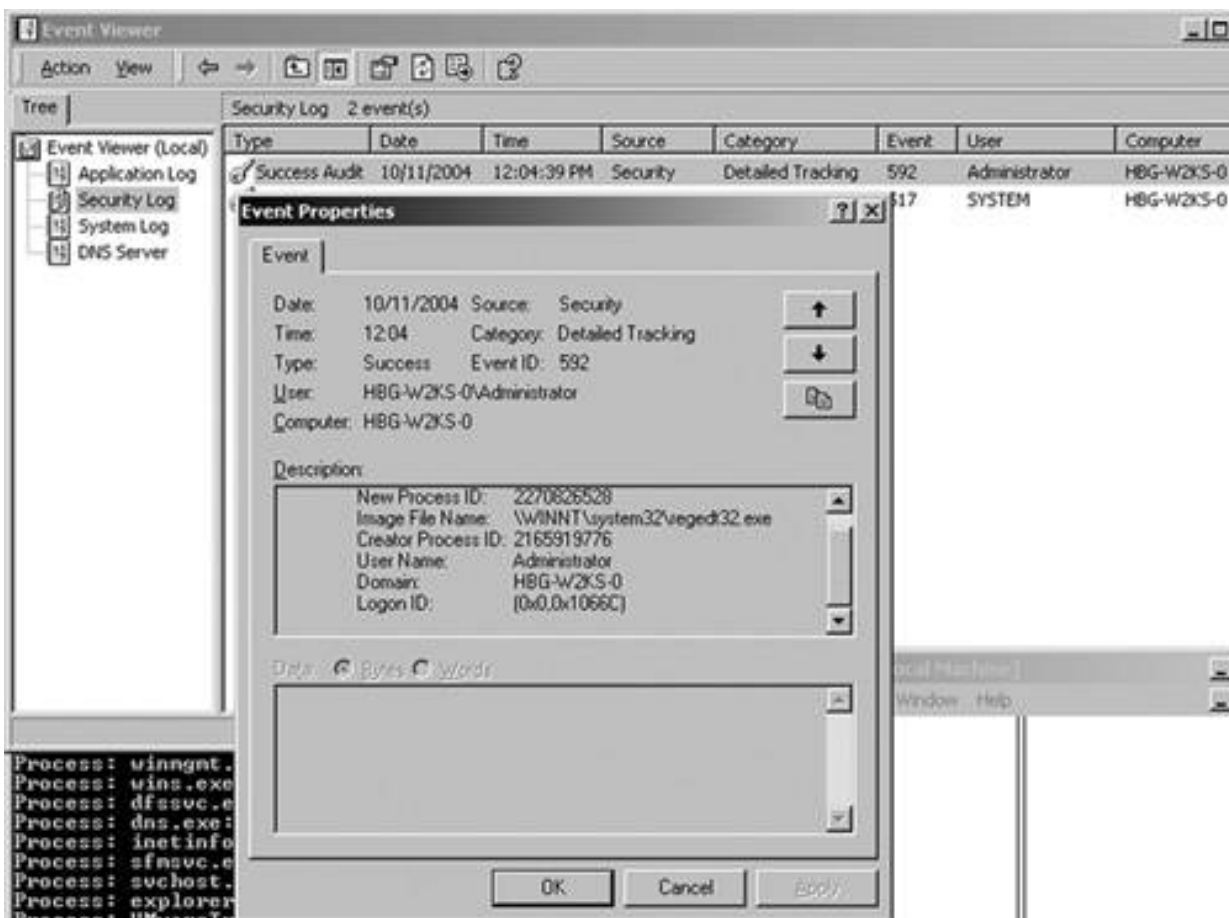 Event Viewer
Action View
Tree
Security Log 2 event(s)
Event Viewer (Local)
Application Log
Security Log
System Log
DNS Server
Type Date Time Source Category Event User Computer
Success Audit 10/11/2004 12:04:39 PM Security Detailed Tracking 592 Administrator HBG-W2KS-0
517 SYSTEM HBG-W2KS-0
Event Properties
Event
Date: 10/11/2004 Source: Security
Time: 12:04 Category: Detailed Tracking
Type: Success Event ID: 592
User: HBG-W2KS-0\Administrator
Computer: HBG-W2KS-0
Description:
New Process ID: 2270826528
Image File Name: \WINNT\system32\regedt32.exe
Creator Process ID: 2165919776
User Name: Administrator
Domain: HBG-W2KS-0
Logon ID: (0x0,0x1066C)
Data: Bytes Words
OK Cancel Apply
ocal Machine]
Window Help
Process: winmgmt.
Process: wins.exe
Process: dfssvc.e
Process: dns.exe:
Process: inetinfo
Process: sfmsvc.e
Process: svchost.
Process: explorer